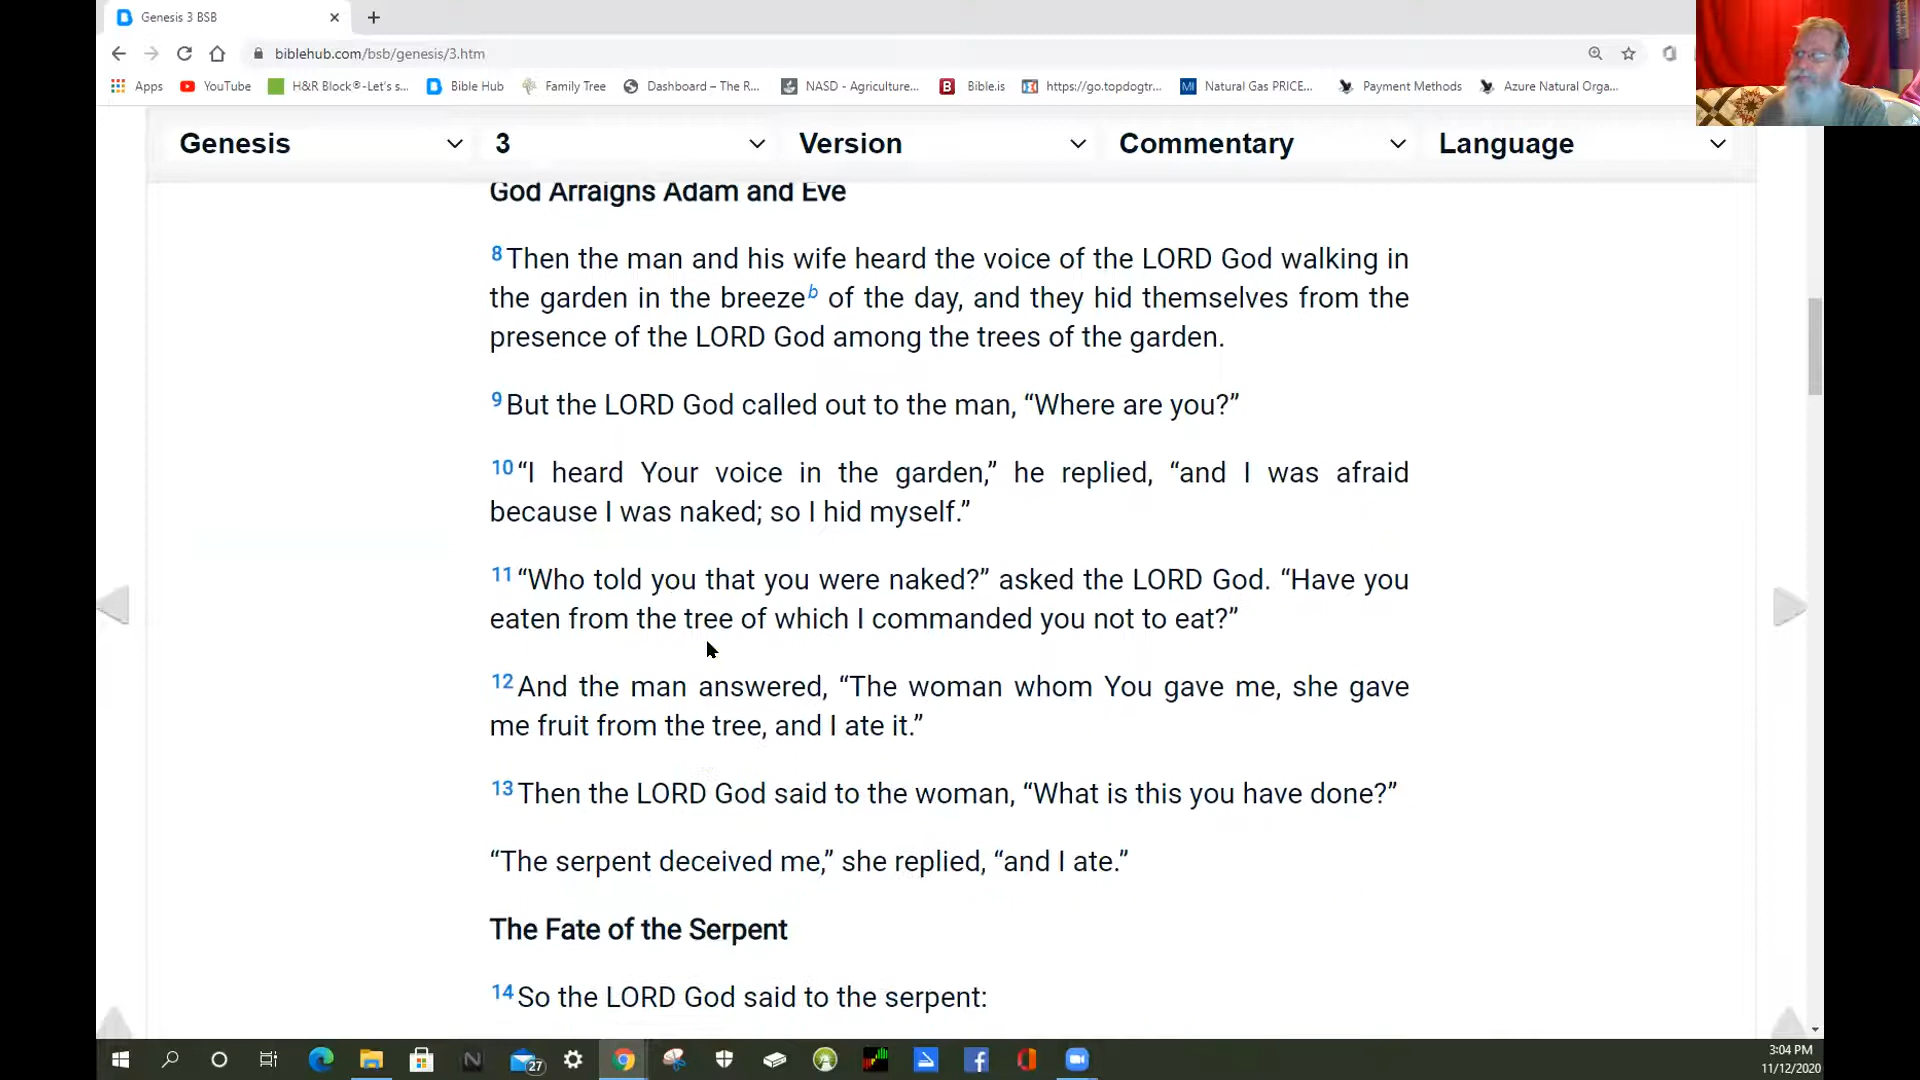 Genesis 3 BSB
biblehub.com/bsb/genesis/3.htm
Apps YouTube H&R Block®-Let's s... Bible Hub Family Tree Dashboard – The R... NASD - Agriculture... Bible.is https://go.topdogtr... Natural Gas PRICE... Payment Methods Azure Natural Orga...
Genesis 3 Version Commentary Language
God Arraigns Adam and Eve
8 Then the man and his wife heard the voice of the LORD God walking in
the garden in the breeze b of the day, and they hid themselves from the
presence of the LORD God among the trees of the garden.
9 But the LORD God called out to the man, “Where are you?”
10 “I heard Your voice in the garden,” he replied, “and I was afraid
because I was naked; so I hid myself.”
11 “Who told you that you were naked?” asked the LORD God. “Have you
eaten from the tree of which I commanded you not to eat?”
12 And the man answered, “The woman whom You gave me, she gave
me fruit from the tree, and I ate it.”
13 Then the LORD God said to the woman, “What is this you have done?”
“The serpent deceived me,” she replied, “and I ate.”
The Fate of the Serpent
14 So the LORD God said to the serpent:
27
3:04 PM
11/12/2020